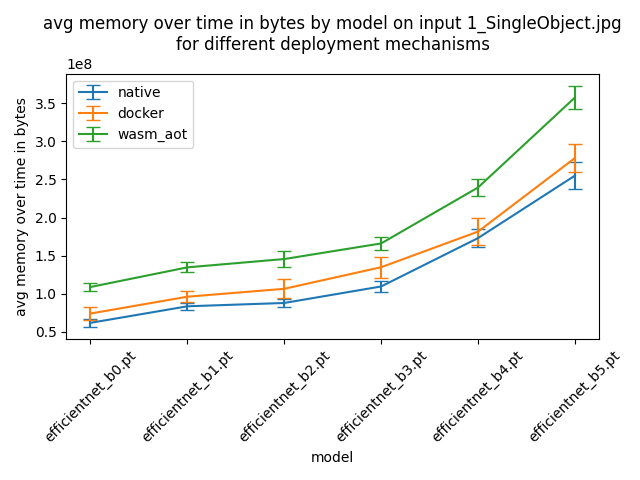 avg memory over time in bytes by model on input 1_SingleObject.jpg
for different deployment mechanisms
1e8
native
docker
wasm_aot
avg memory over time in bytes
3.5
3.0
2.5
2.0
1.5
1.0
0.5
efficientnet_b0.pt
efficientnet_b1.pt
efficientnet_b2.pt
efficientnet_b3.pt
efficientnet_b4.pt
efficientnet_b5.pt
model